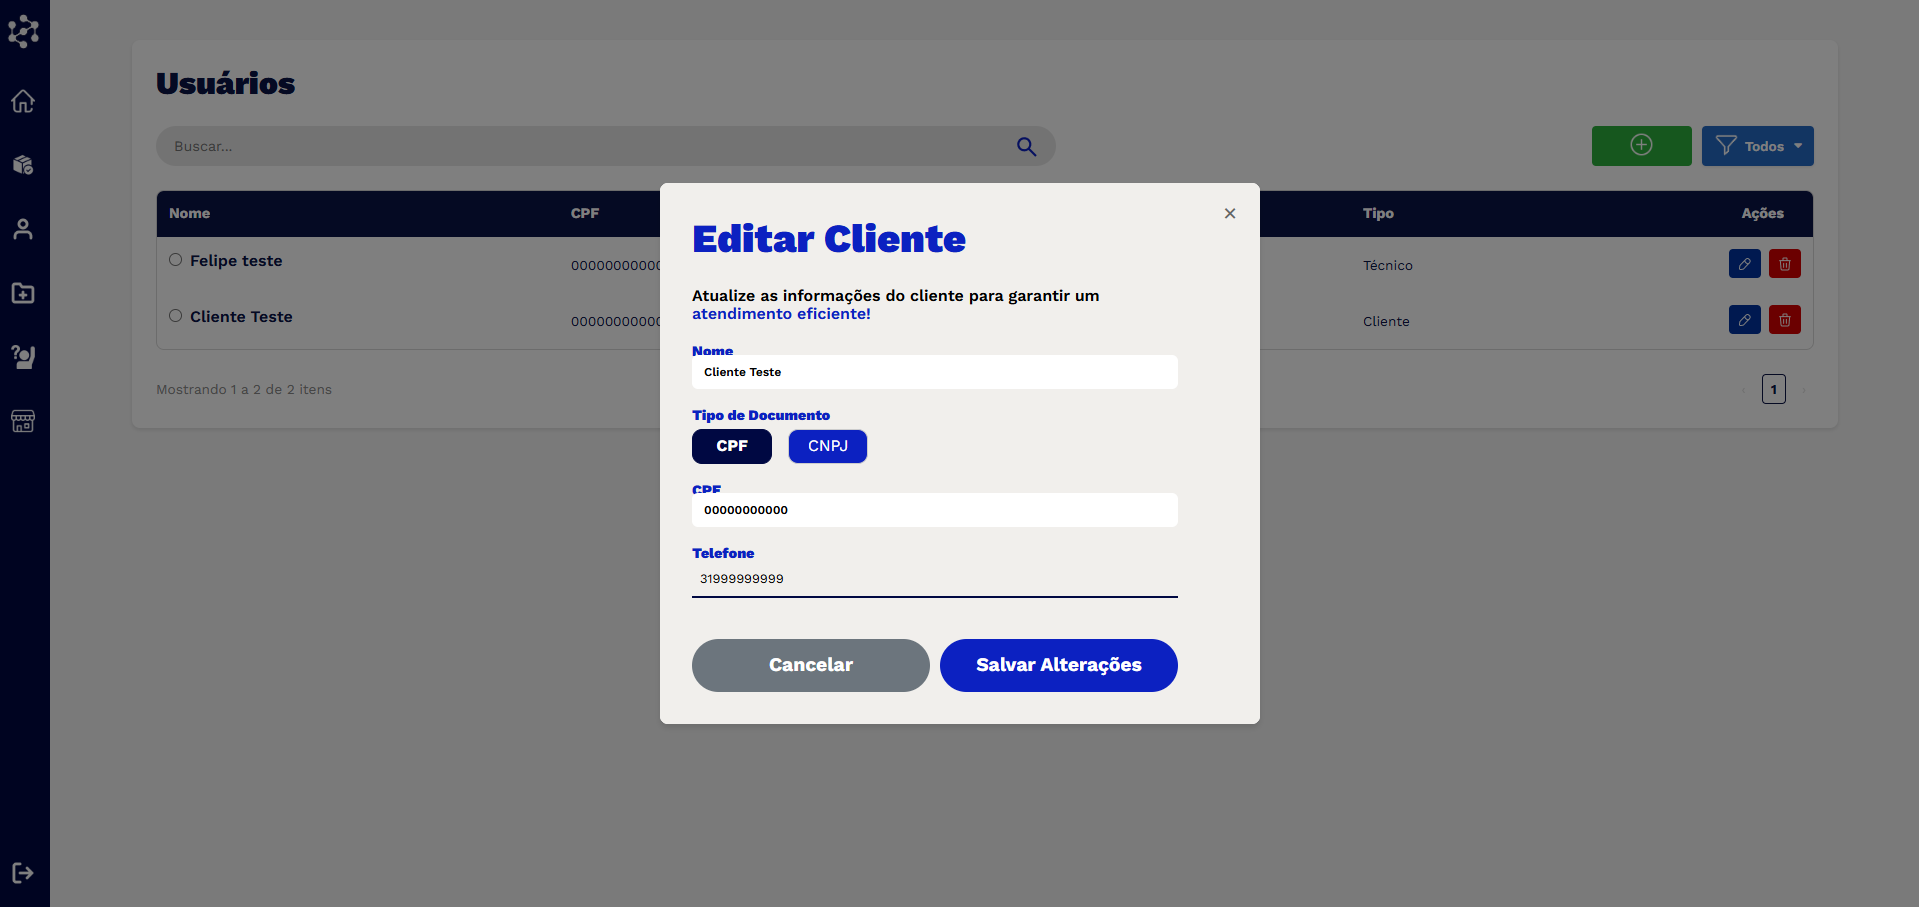 Usuários
Buscar...
Todos
Nome CPF Tipo Ações
Felipe teste 00000000000 Técnico
Cliente Teste 00000000000 Cliente
Mostrando 1 a 2 de 2 itens
1
Editar Cliente
Atualize as informações do cliente para garantir um
atendimento eficiente!
Nome
Cliente Teste
Tipo de Documento
CPF CNPJ
CPF
00000000000
Telefone
31999999999
Cancelar Salvar Alterações